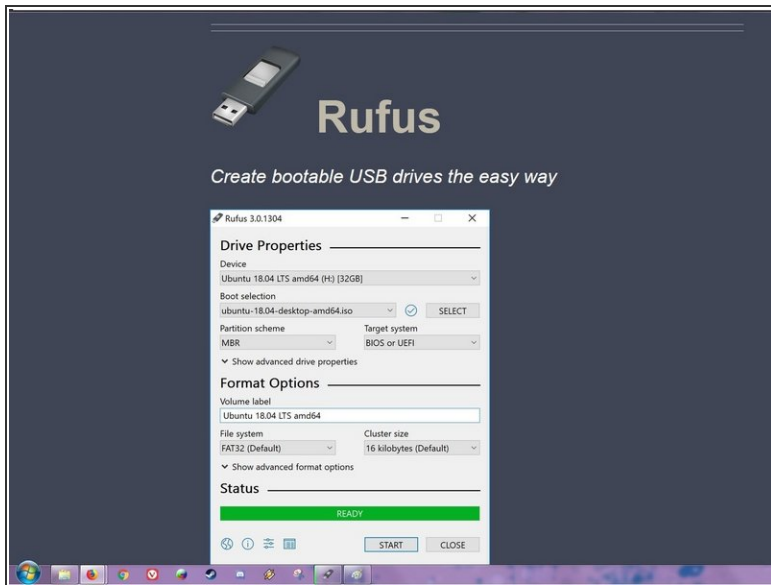 Rufus
Create bootable USB drives the easy way
Rufus 3.0.1304
Drive Properties
Device
Ubuntu 18.04 LTS amd64 (H:) [32GB]
Boot selection
ubuntu-18.04-desktop-amd64.iso SELECT
Partition scheme Target system
MBR BIOS or UEFI
Show advanced drive properties
Format Options
Volume label
Ubuntu 18.04 LTS amd64
File system Cluster size
FAT32 (Default) 16 kilobytes (Default)
Show advanced format options
Status
READY
START CLOSE